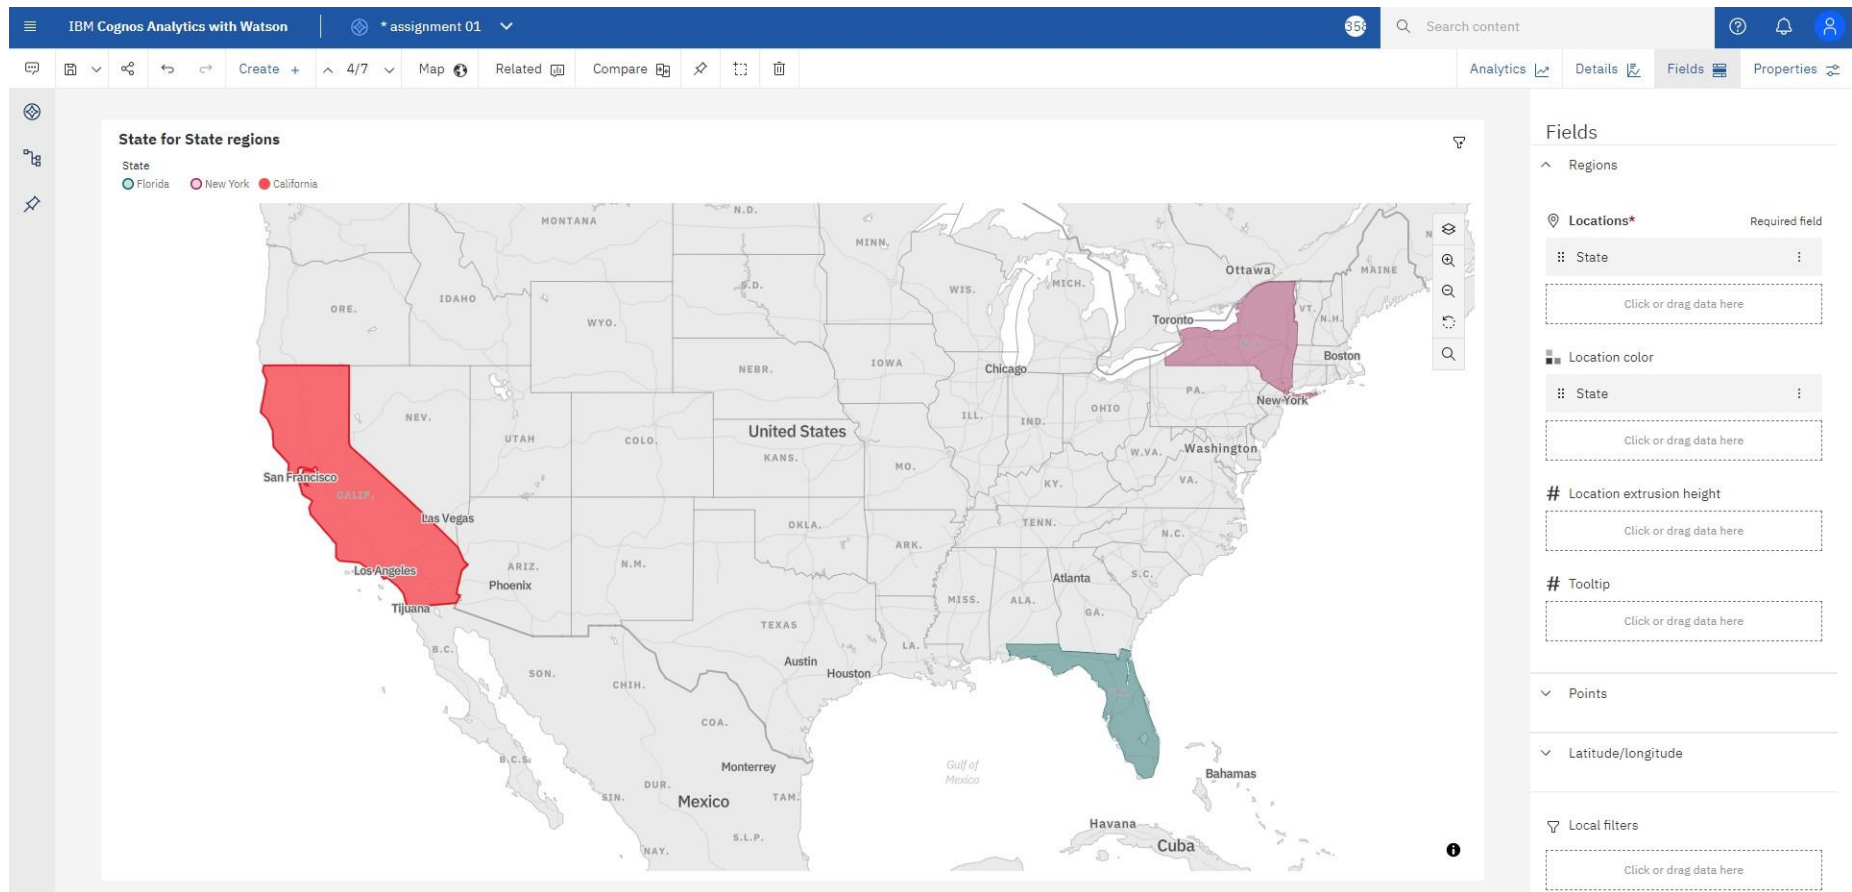 IBM Cognos Analytics with Watson
* assignment 01
Search content
Create +
4/7
Map
Related
Compare
Analytics
Details
Fields
Properties
State for State regions
State
Florida
New York
California
Fields
Regions
Locations*
Required field
State
Click or drag data here
Location color
State
Click or drag data here
# Location extrusion height
Click or drag data here
# Tooltip
Click or drag data here
Points
Latitude/longitude
Local filters
Click or drag data here
MONTANA
N.D.
MINN.
Ottawa
MAINE
ORE.
IDAHO
S.D.
WIS.
MICH.
WYO.
Toronto
VT.
N.H.
NEBR.
IOWA
Chicago
Boston
NEV.
PA.
New York
UTAH
COLO.
United States
ILL.
IND.
OHIO
KANS.
MO.
W.VA.
Washington
San Francisco
CALIF.
KY.
VA.
Las Vegas
OKLA.
TENN.
N.C.
ARK.
Los Angeles
ARIZ.
N.M.
Phoenix
Atlanta
S.C.
Tijuana
MISS.
ALA.
GA.
TEXAS
B.C.
LA.
Austin
Houston
SON.
CHIH.
COA.
B.C.S.
Monterrey
Gulf of
Mexico
Bahamas
DUR.
SIN.
Mexico
TAM.
Havana
Cuba
S.L.P.
NAY.